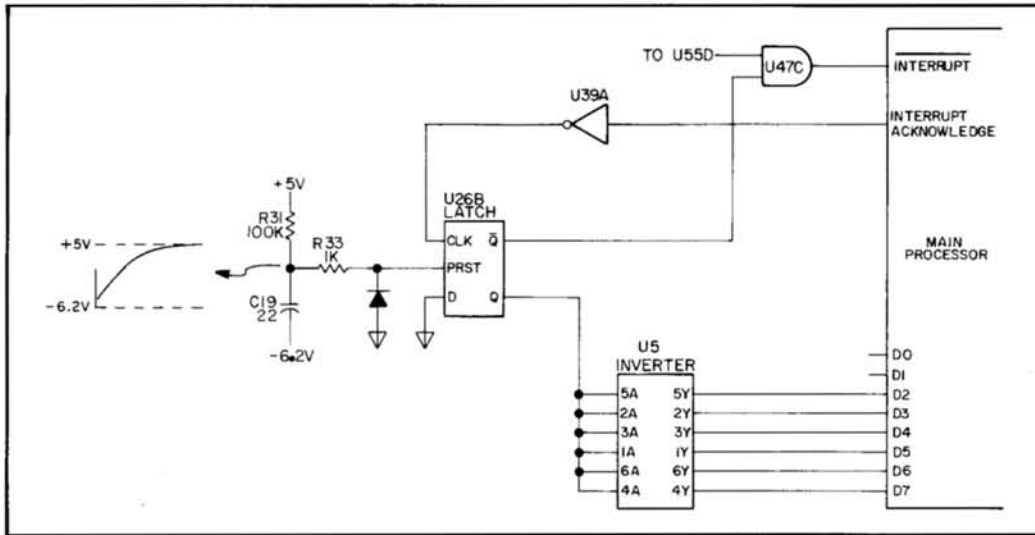 TO U55D
U47C
INTERRUPT
U39A
INTERRUPT
ACKNOWLEDGE
+5V
U26B
LATCH
R31
100K
R33
1K
CLK Q
+5V
PRST
MAIN
PROCESSOR
D Q
C19
22
-6.2V
-6.2V
U5
INVERTER
D0
D1
5A 5Y D2
2A 2Y D3
3A 3Y D4
1A 1Y D5
6A 6Y D6
4A 4Y D7